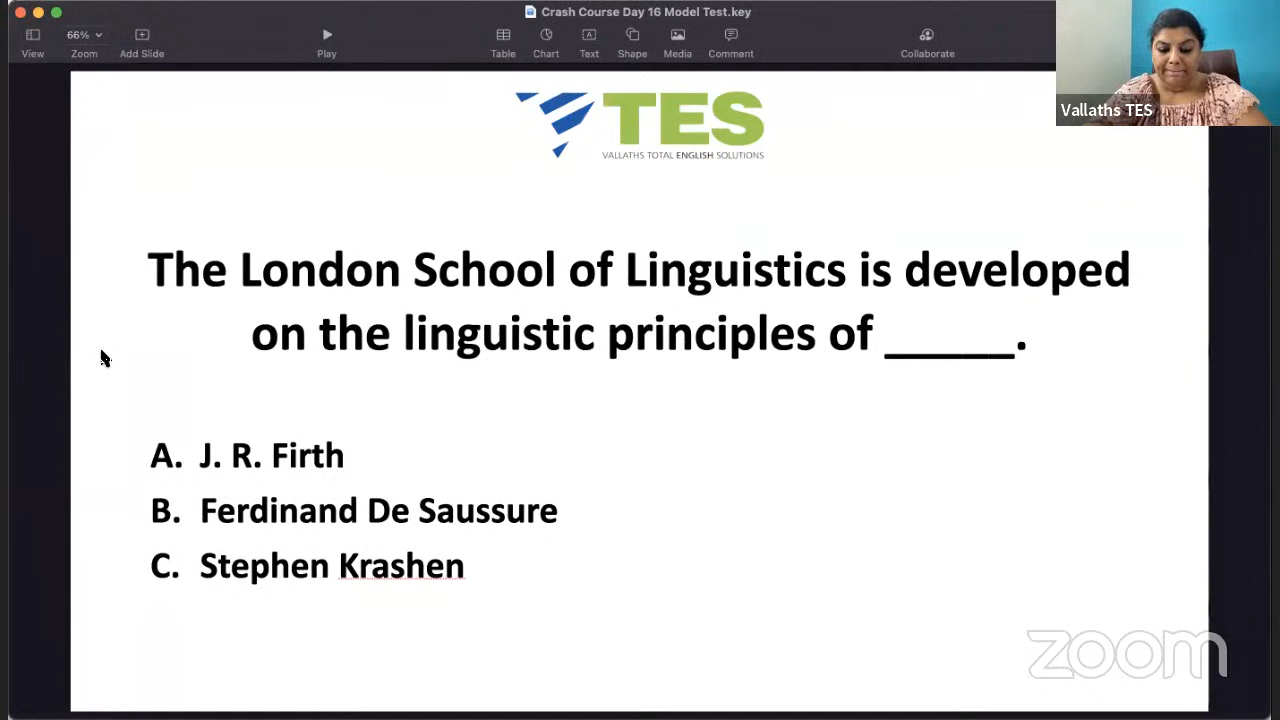 Crash Course Day 16 Model Test.key
66%
View Zoom Add Slide Play Table Chart Text Shape Media Comment Collaborate
Vallaths TES
TES
VALLATHS TOTAL ENGLISH SOLUTIONS
The London School of Linguistics is developed
on the linguistic principles of _____.
A. J. R. Firth
B. Ferdinand De Saussure
C. Stephen Krashen
zoom